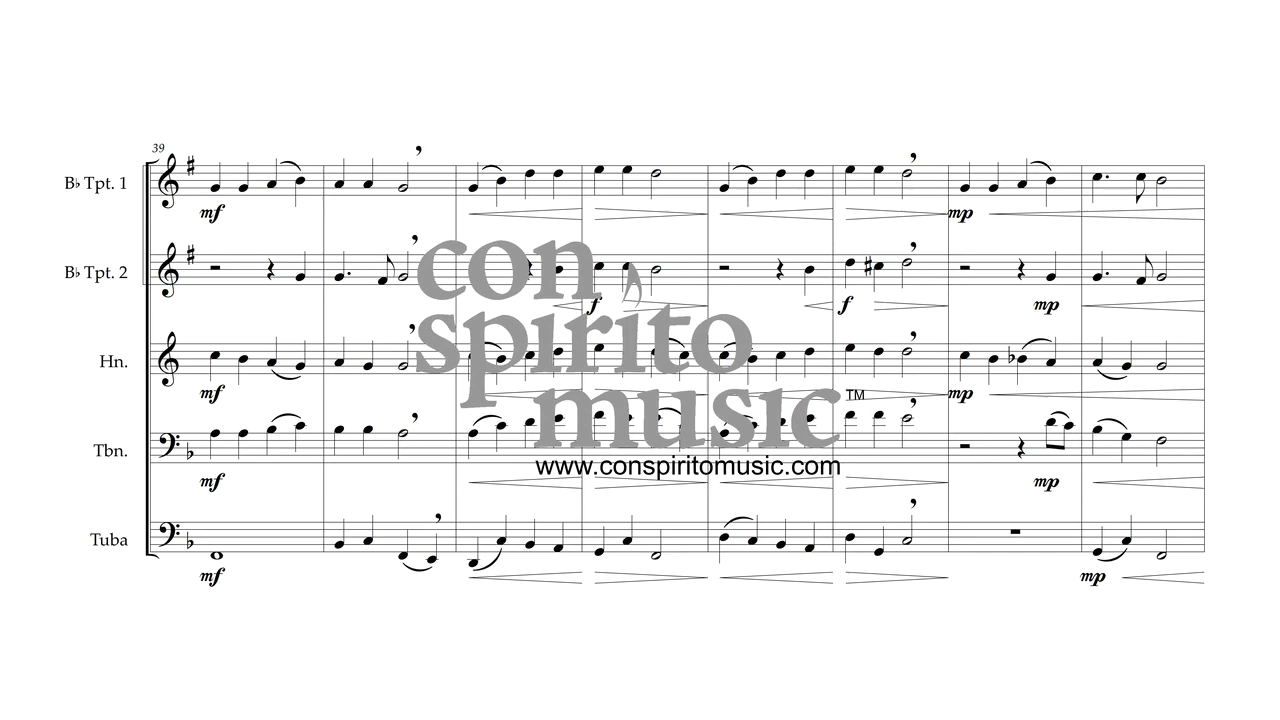 39
B♭ Tpt. 1
mf
mp
B♭ Tpt. 2
f
f
mp
Hn.
mf
mp
Tbn.
mf
mp
Tuba
mf
mp
con
spirito
music
TM
www.conspiritomusic.com